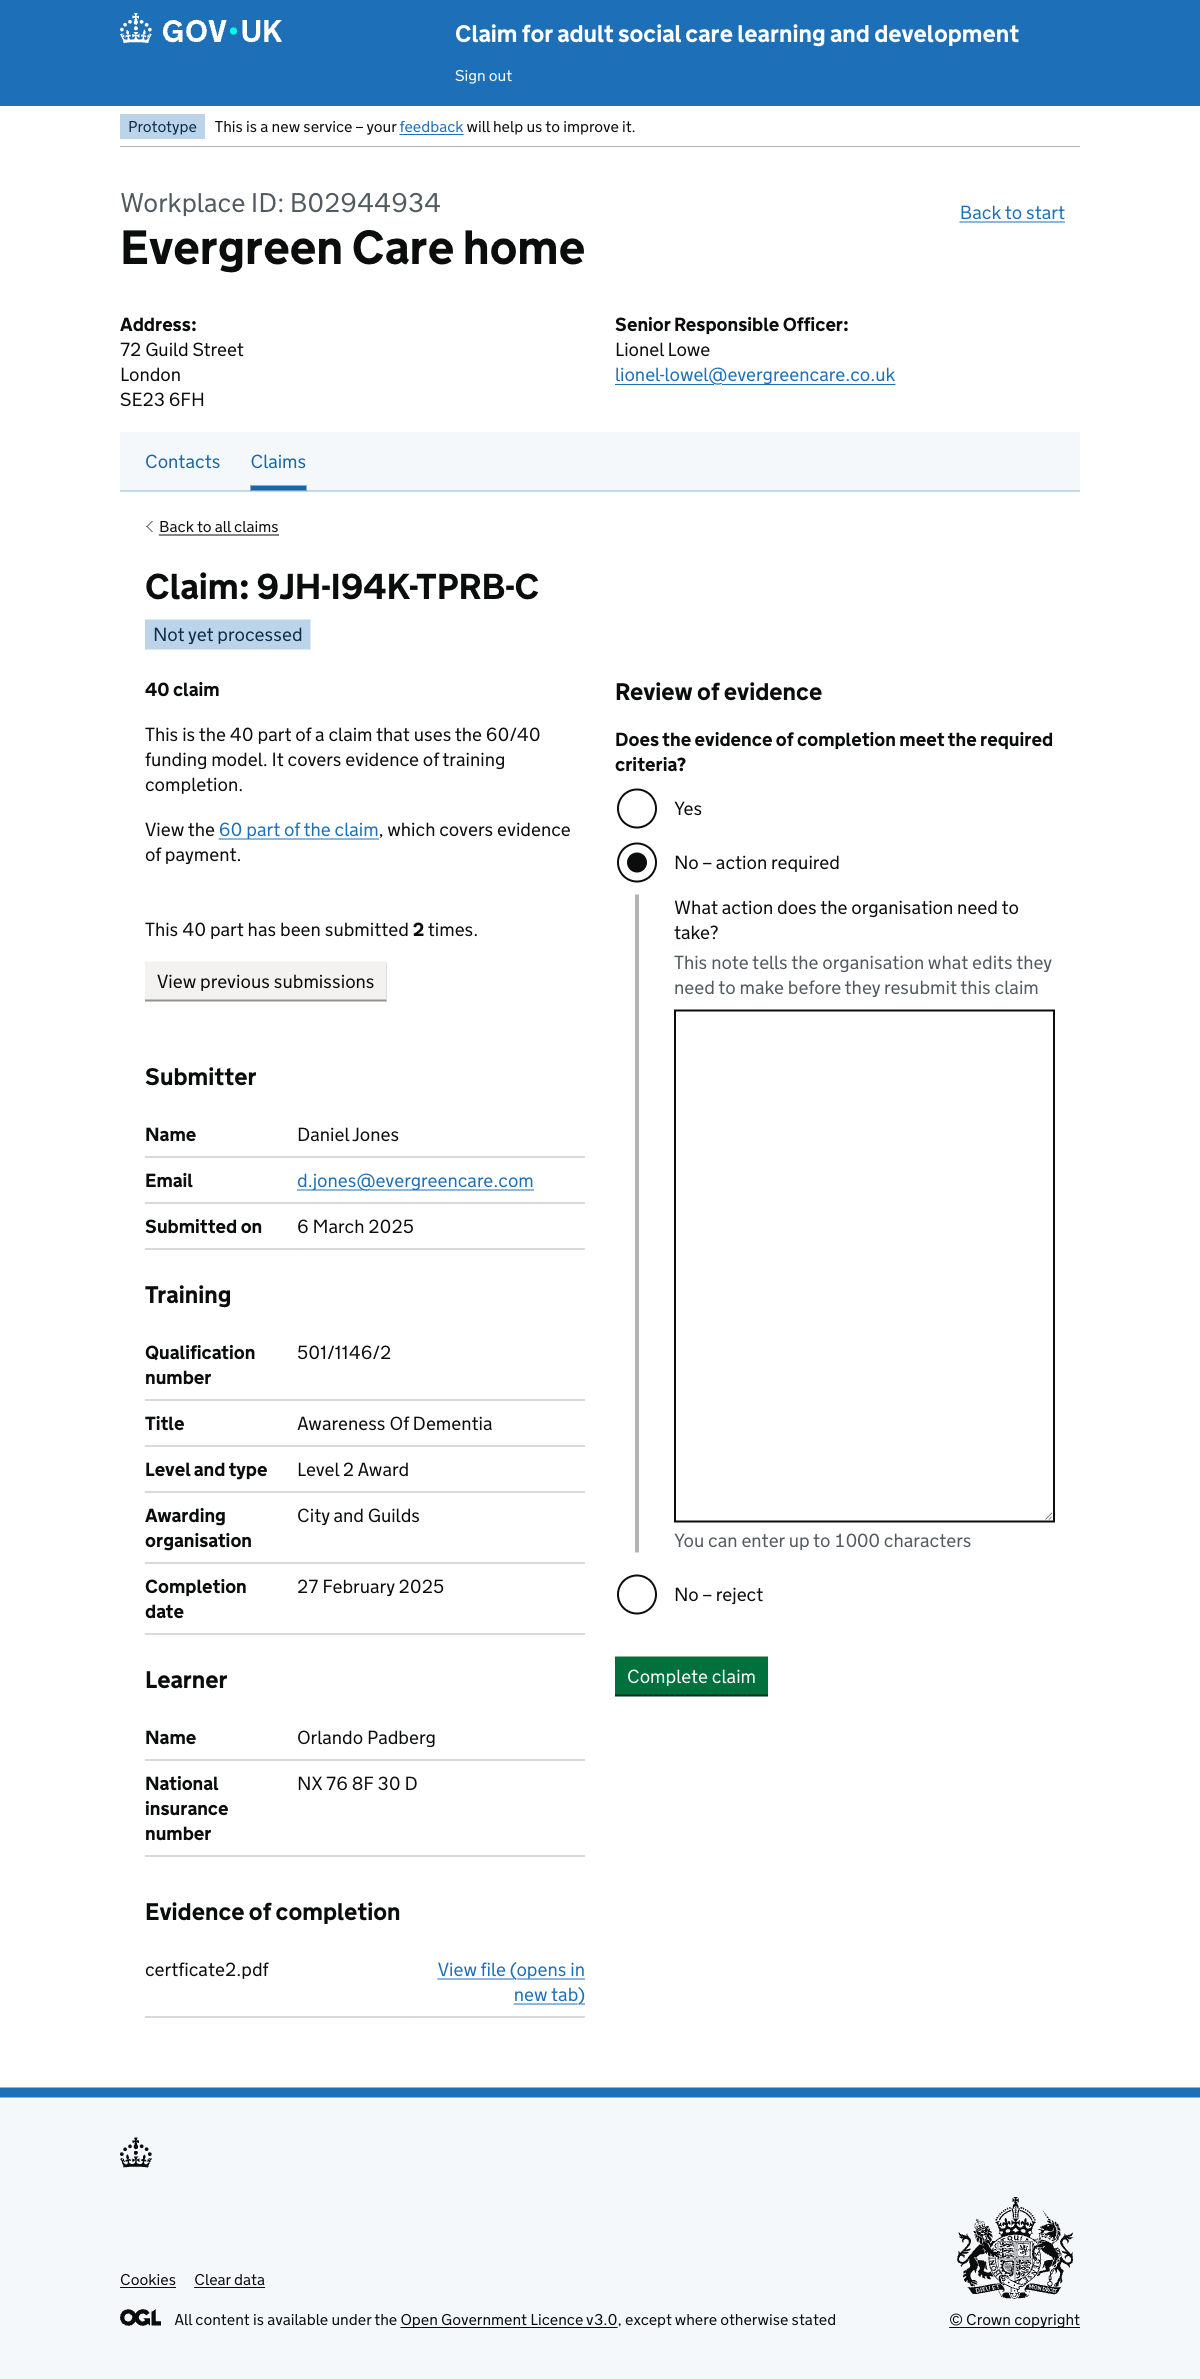 GOV·UK
Claim for adult social care learning and development
Sign out
Prototype This is a new service – your feedback will help us to improve it.
Workplace ID: B02944934
Evergreen Care home
Back to start
Address:
72 Guild Street
London
SE23 6FH
Senior Responsible Officer:
Lionel Lowe
lionel-lowel@evergreencare.co.uk
Contacts Claims
Back to all claims
Claim: 9JH-I94K-TPRB-C
Not yet processed
40 claim
This is the 40 part of a claim that uses the 60/40
funding model. It covers evidence of training
completion.
View the 60 part of the claim, which covers evidence
of payment.
This 40 part has been submitted 2 times.
View previous submissions
Submitter
Name Daniel Jones
Email d.jones@evergreencare.com
Submitted on 6 March 2025
Training
Qualification
number
501/1146/2
Title Awareness Of Dementia
Level and type Level 2 Award
Awarding
organisation
City and Guilds
Completion
date
27 February 2025
Learner
Name Orlando Padberg
National
insurance
number
NX 76 8F 30 D
Evidence of completion
certficate2.pdf
View file (opens in
new tab)
Review of evidence
Does the evidence of completion meet the required
criteria?
Yes
No – action required
What action does the organisation need to
take?
This note tells the organisation what edits they
need to make before they resubmit this claim
You can enter up to 1000 characters
No – reject
Complete claim
Cookies Clear data
OGL All content is available under the Open Government Licence v3.0, except where otherwise stated
© Crown copyright